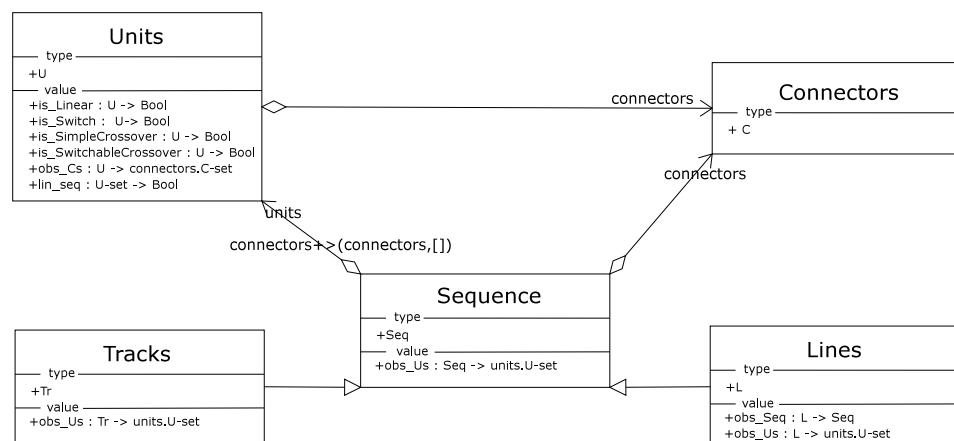 Units
type
+U
value
+is_Linear : U -> Bool
+is_Switch : U -> Bool
+is_SimpleCrossover : U -> Bool
+is_SwitchableCrossover : U -> Bool
+obs_Cs : U -> connectors.C-set
+lin_seq : U-set -> Bool
connectors
Connectors
type
+ C
connectors
units
connectors+>(connectors,[])
Sequence
type
+Seq
value
+obs_Us : Seq -> units.U-set
Tracks
type
+Tr
value
+obs_Us : Tr -> units.U-set
Lines
type
+L
value
+obs_Seq : L -> Seq
+obs_Us : L -> units.U-set